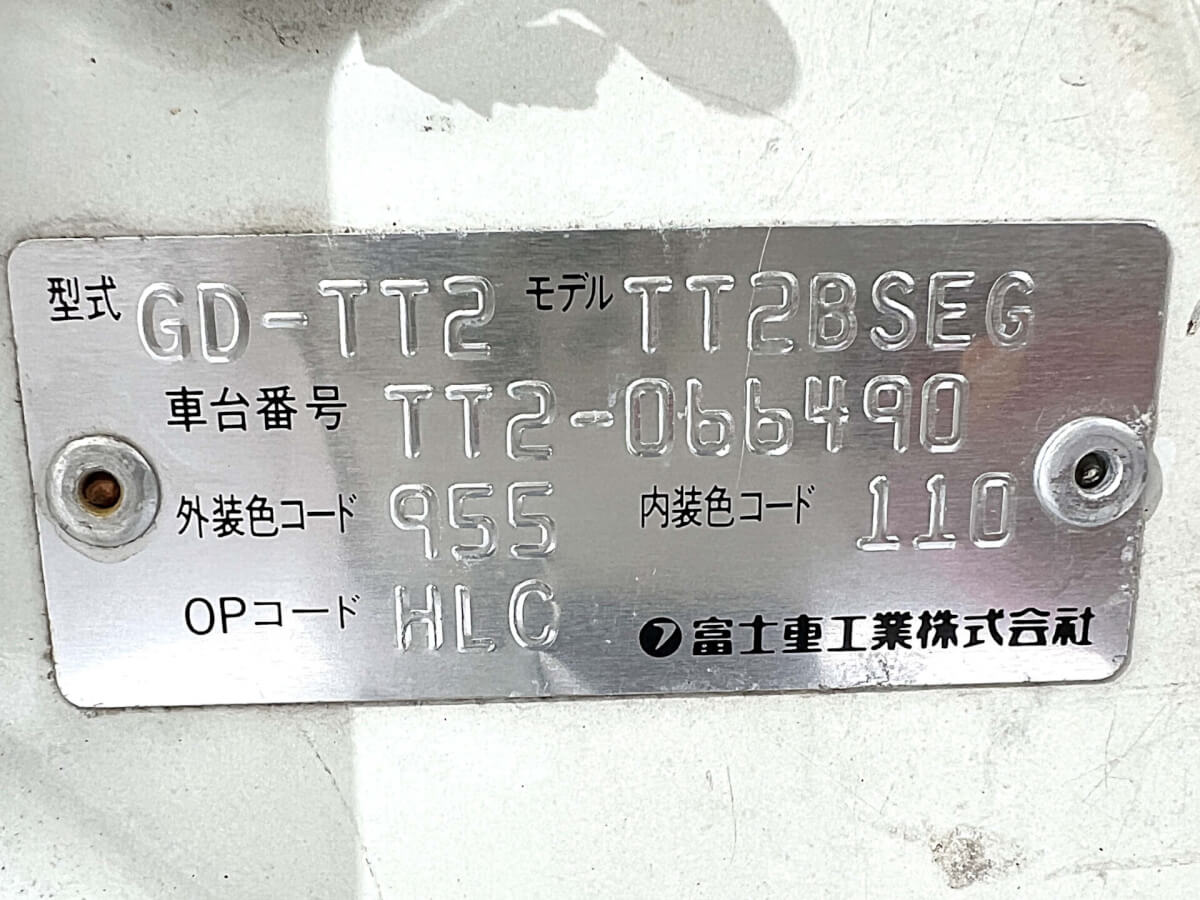 型式 GD-TT2 モデル TT2BSEG
車台番号 TT2-066490
外装色コード 955 内装色コード 110
OPコード HLC 富士重工業株式会社